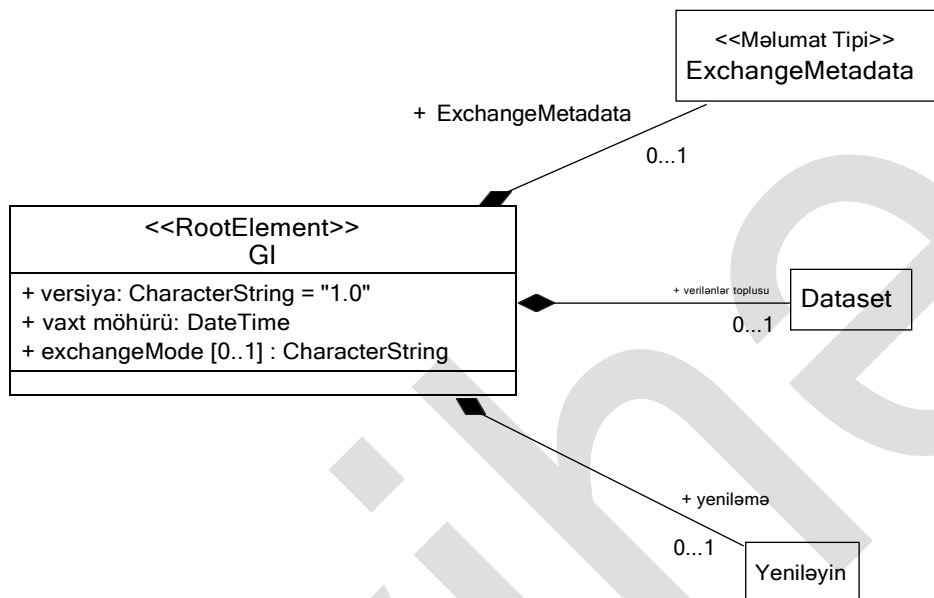 <<Məlumat Tipi>>
ExchangeMetadata
+ ExchangeMetadata
0...1
<<RootElement>>
GI
+ versiya: CharacterString = "1.0"
+ vaxt möhürü: DateTime
+ exchangeMode [0..1] : CharacterString
+ verilənlər toplusu
0...1
Dataset
+ yeniləmə
0...1
Yeniləyin